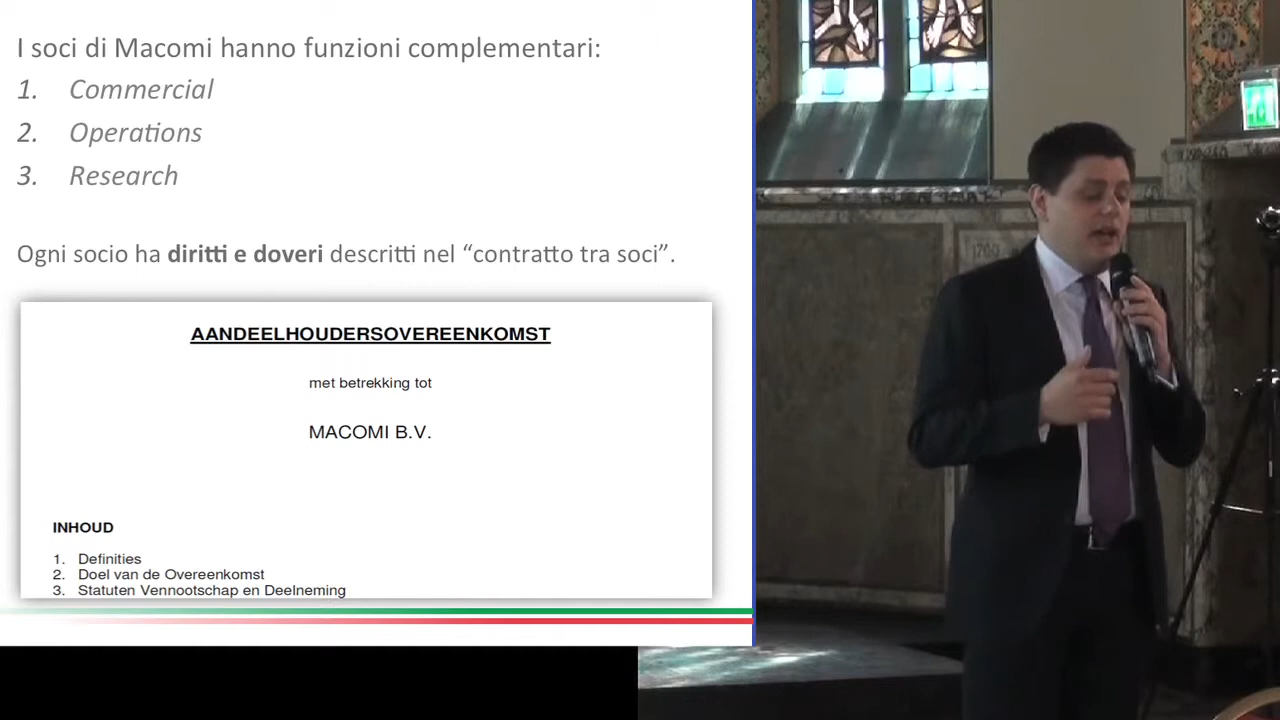 I soci di Macomi hanno funzioni complementari:
1. Commercial
2. Operations
3. Research
Ogni socio ha diritti e doveri descritti nel “contratto tra soci”.
AANDEELHOUDERSOVEREENKOMST
met betrekking tot
MACOMI B.V.
INHOUD
1. Definities
2. Doel van de Overeenkomst
3. Statuten Vennootschap en Deelneming
1700